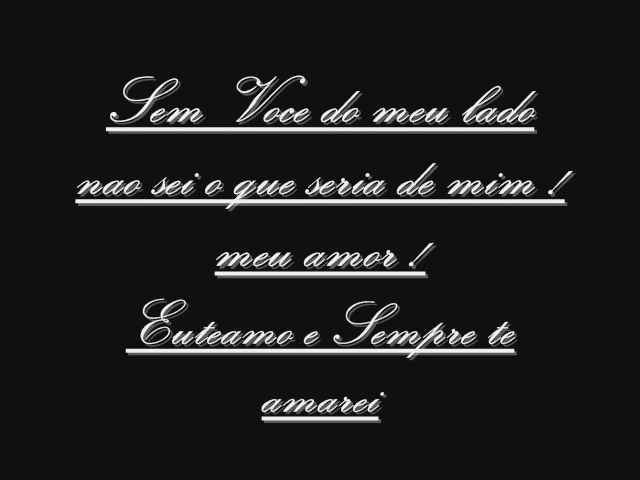 Sem Voce do meu lado
nao sei o que seria de mim !
meu amor !
Euteamo e Sempre te
amarei